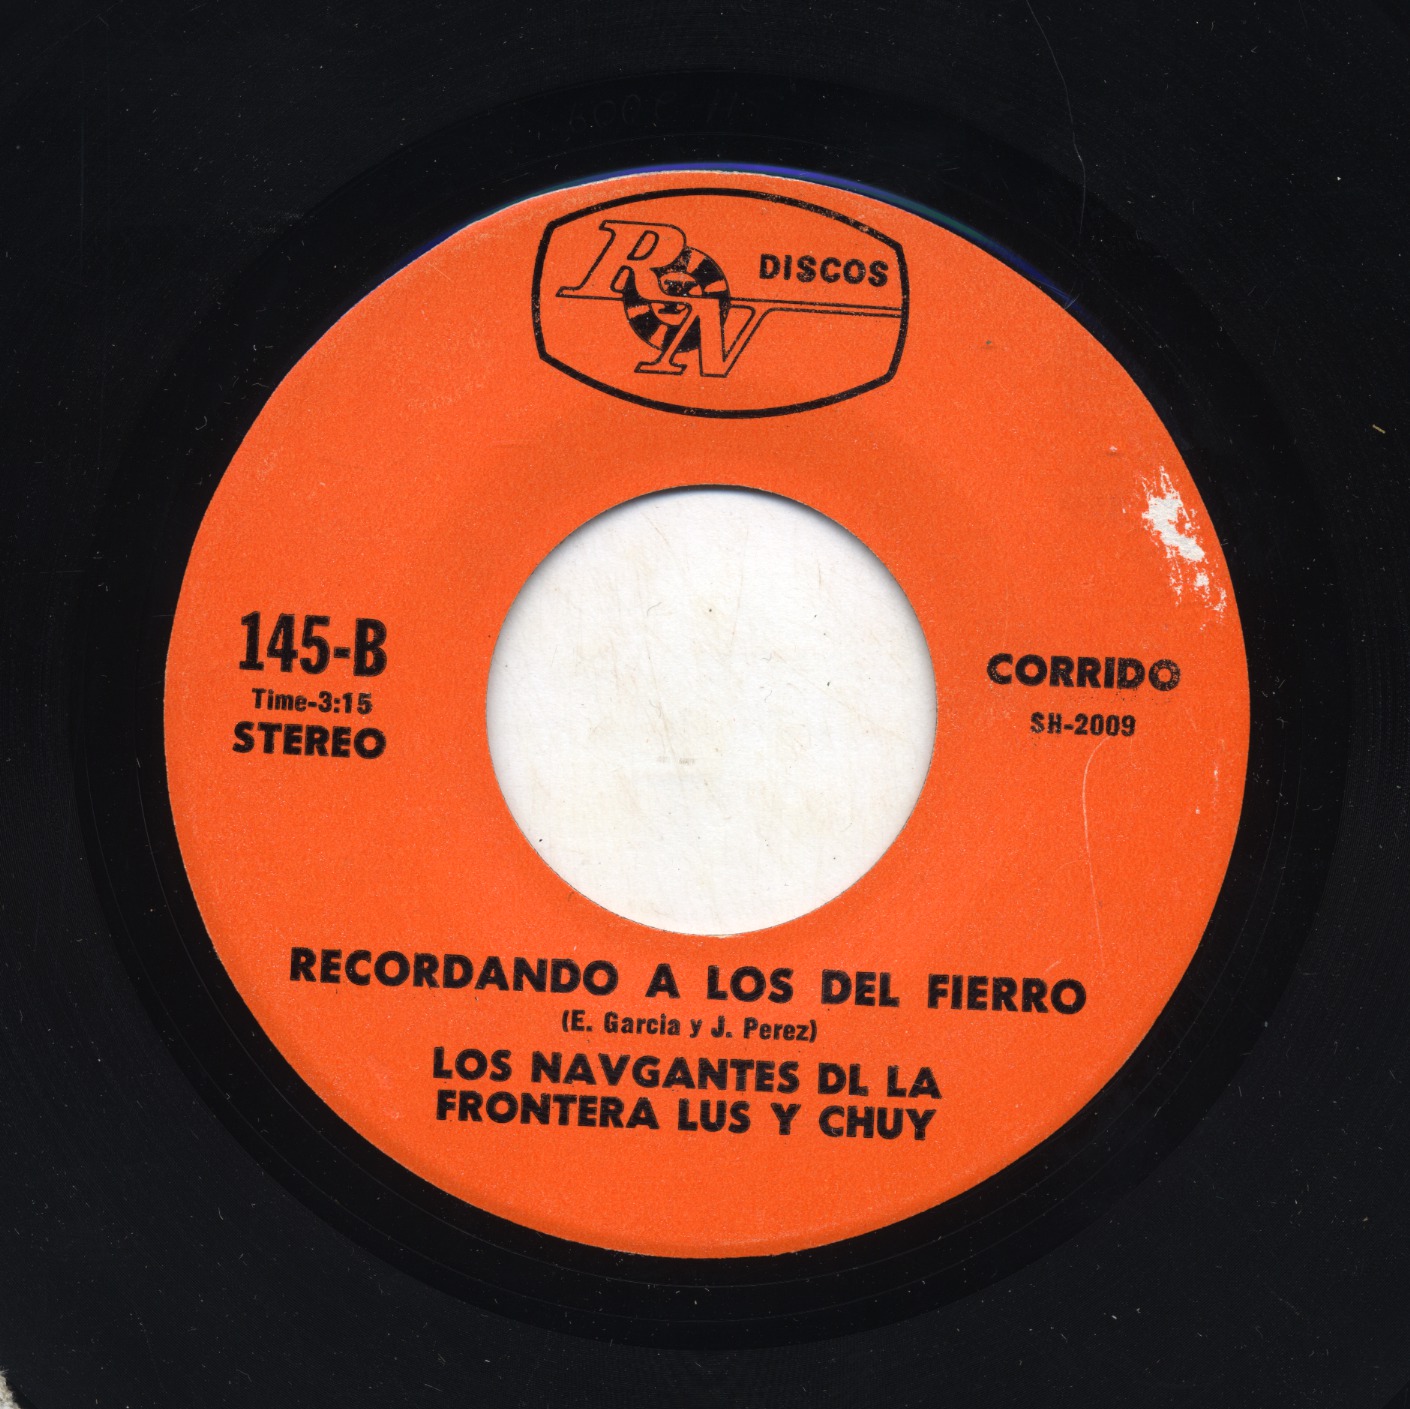 RN DISCOS
145-B
Time-3:15
STEREO
CORRIDO
SH-2009
RECORDANDO A LOS DEL FIERRO
(E. Garcia y J. Perez)
LOS NAVGANTES DL LA
FRONTERA LUS Y CHUY